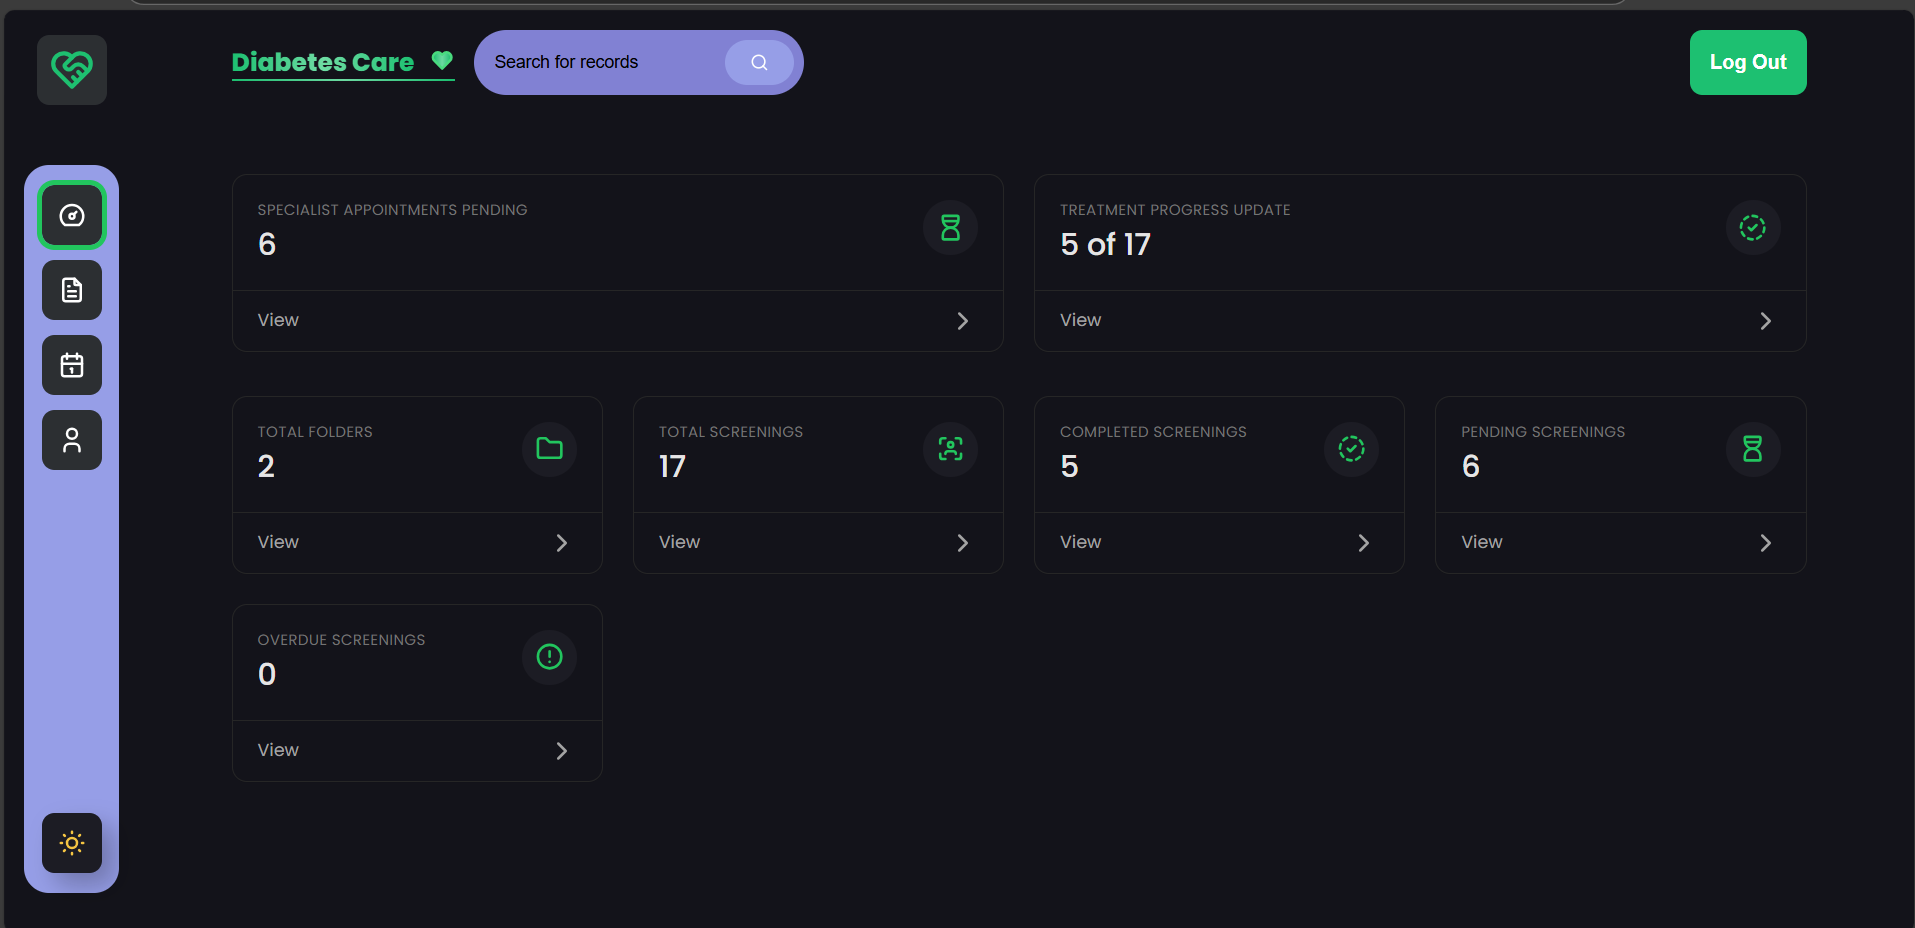 Diabetes Care
Search for records
Log Out
SPECIALIST APPOINTMENTS PENDING
6
View
TREATMENT PROGRESS UPDATE
5 of 17
View
TOTAL FOLDERS
2
View
TOTAL SCREENINGS
17
View
COMPLETED SCREENINGS
5
View
PENDING SCREENINGS
6
View
OVERDUE SCREENINGS
0
View